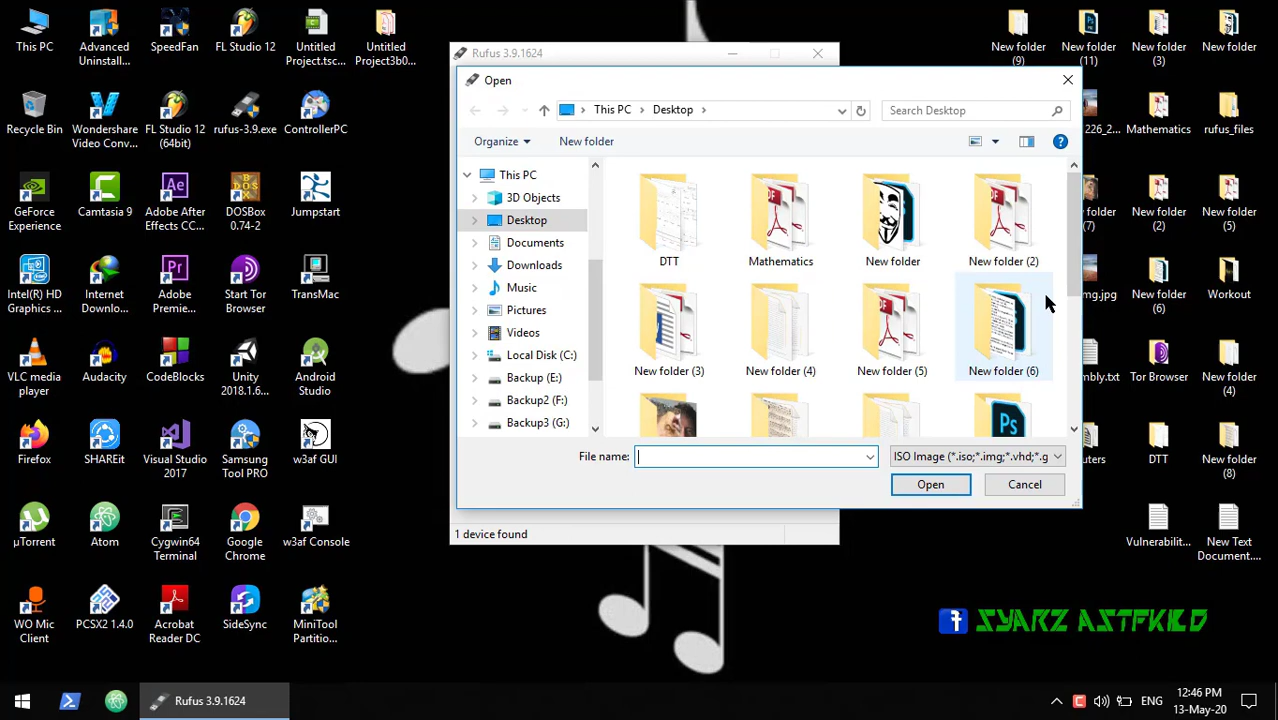 This PC
Advanced
Uninstall...
SpeedFan
FL Studio 12
Untitled
Project.tsc...
Untitled
Project3b0...
Recycle Bin
Wondershare
Video Conv...
FL Studio 12
(64bit)
rufus-3.9.exe
ControllerPC
GeForce
Experience
Camtasia 9
Adobe After
Effects CC...
DOSBox
0.74-2
Jumpstart
Intel(R) HD
Graphics ...
Internet
Downlo...
Adobe
Premier ...
Start Tor
Browser
TransMac
VLC media
player
Audacity
CodeBlocks
Unity
2018.1.6...
Android
Studio
Firefox
SHAREit
Visual Studio
2017
Samsung
Tool PRO
w3af GUI
µTorrent
Atom
Cygwin64
Terminal
Google
Chrome
w3af Console
WO Mic
Client
PCSX2 1.4.0
Acrobat
Reader DC
SideSync
MiniTool
Partitio...
Rufus 3.9.1624
Open
This PC
Desktop
Search Desktop
Organize
New folder
This PC
3D Objects
Desktop
Documents
Downloads
Music
Pictures
Videos
Local Disk (C:)
Backup (E:)
Backup2 (F:)
Backup3 (G:)
DTT
Mathematics
New folder
New folder (2)
New folder (3)
New folder (4)
New folder (5)
New folder (6)
File name:
ISO Image (*.iso;*.img;*.vhd;*.g
Open
Cancel
1 device found
New folder
(9)
New folder
(11)
New folder
(3)
New folder
226_2...
Mathematics
rufus_files
folder
(7)
New folder
(2)
New folder
(5)
mg.jpg
New folder
(6)
Workout
mbly.txt
Tor Browser
New folder
(4)
uters
DTT
New folder
(8)
Vulnerabilit...
New Text
Document....
f SYARZ ASTFKILD
Rufus 3.9.1624
ENG
12:46 PM
13-May-20